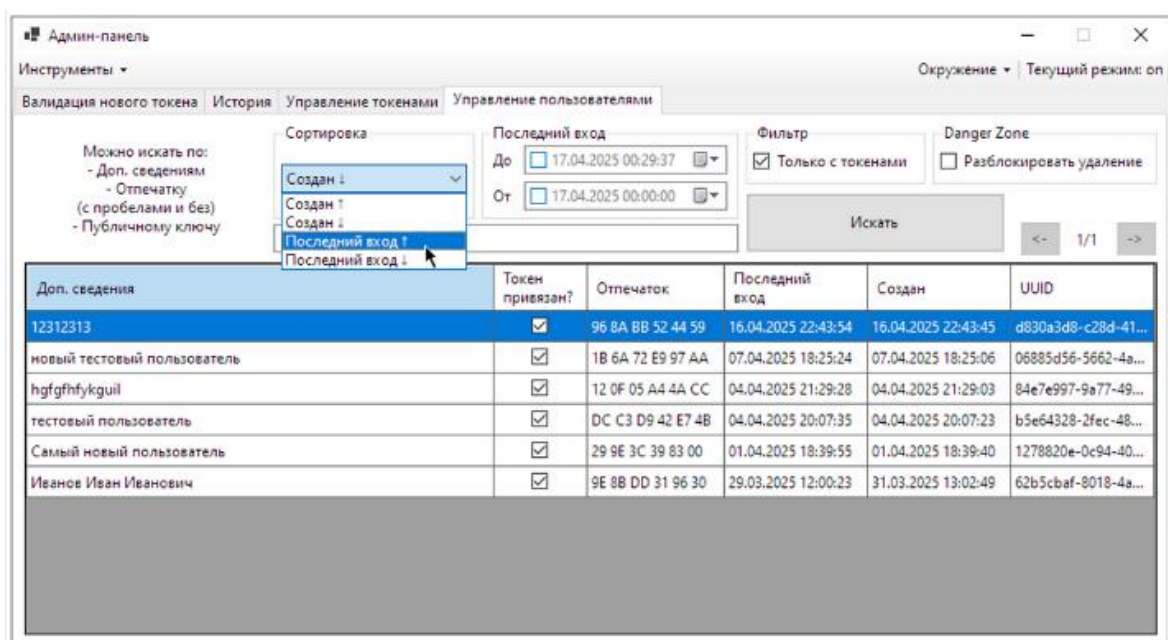 Админ-панель
Инструменты
Окружение
Текущий режим: on
Валидация нового токена
История
Управление токенами
Управление пользователями
Можно искать по:
- Доп. сведениям
- Отпечатку
(с пробелами и без)
- Публичному ключу
Сортировка
Создан ↓
Создан ↑
Создан ↓
Последний вход ↑
Последний вход ↓
Последний вход
До 17.04.2025 00:29:37
От 17.04.2025 00:00:00
Фильтр
Только с токенами
Danger Zone
Разблокировать удаление
Искать
<- 1/1 ->
Доп. сведения
Токен
привязан?
Отпечаток
Последний
вход
Создан
UUID
12312313 96 8A BB 52 44 59 16.04.2025 22:43:54 16.04.2025 22:43:45 d830a3d8-c28d-41...
новый тестовый пользователь 1B 6A 72 E9 97 AA 07.04.2025 18:25:24 07.04.2025 18:25:06 06885d56-5662-4a...
hgfgfhfykguil 12 0F 05 A4 4A CC 04.04.2025 21:29:28 04.04.2025 21:29:03 84e7e997-9a77-49...
тестовый пользователь DC C3 D9 42 E7 4B 04.04.2025 20:07:35 04.04.2025 20:07:23 b5e64328-2fec-48...
Самый новый пользователь 29 9E 3C 39 83 00 01.04.2025 18:39:55 01.04.2025 18:39:40 1278820e-0c94-40...
Иванов Иван Иванович 9E 8B DD 31 96 30 29.03.2025 12:00:23 31.03.2025 13:02:49 62b5cbaf-8018-4a...